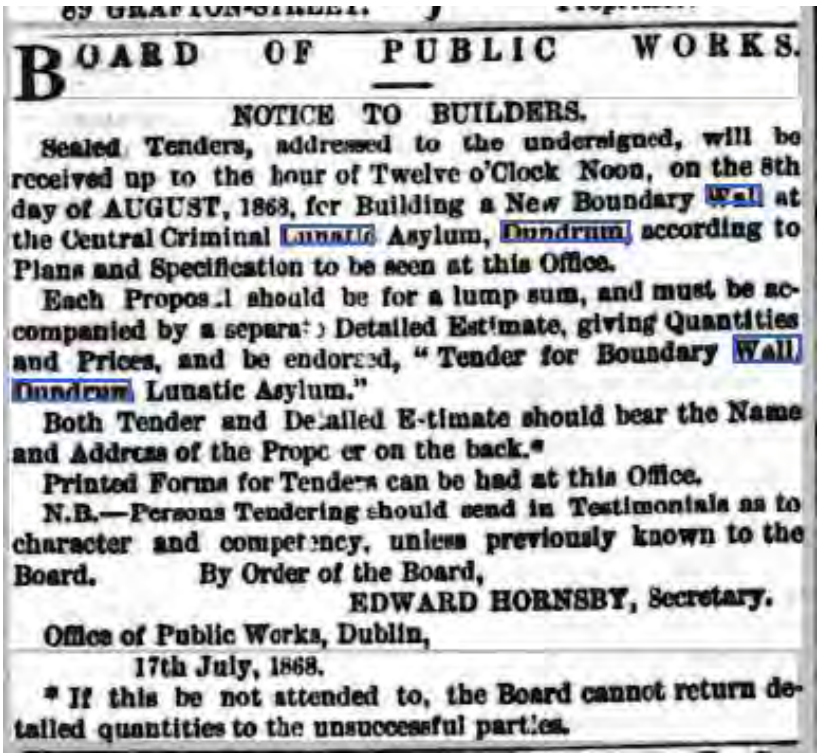 89 GRAFTON-STREET.
BOARD OF PUBLIC WORKS.
NOTICE TO BUILDERS.
Sealed Tenders, addressed to the undersigned, will be
received up to the hour of Twelve o'Clock Noon, on the 8th
day of AUGUST, 1868, for Building a New Boundary Wall at
the Central Criminal Lunatic Asylum, Dundrum, according to
Plans and Specification to be seen at this Office.
Each Proposal should be for a lump sum, and must be ac-
companied by a separate Detailed Estimate, giving Quantities
and Prices, and be endorsed, "Tender for Boundary Wall,
Dundrum Lunatic Asylum."
Both Tender and Detailed Estimate should bear the Name
and Address of the Proposer on the back.*
Printed Forms for Tenders can be had at this Office.
N.B.—Persons Tendering should send in Testimonials as to
character and competency, unless previously known to the
Board. By Order of the Board,
EDWARD HORNSBY, Secretary.
Office of Public Works, Dublin,
17th July, 1868.
* If this be not attended to, the Board cannot return de-
tailed quantities to the unsuccessful parties.